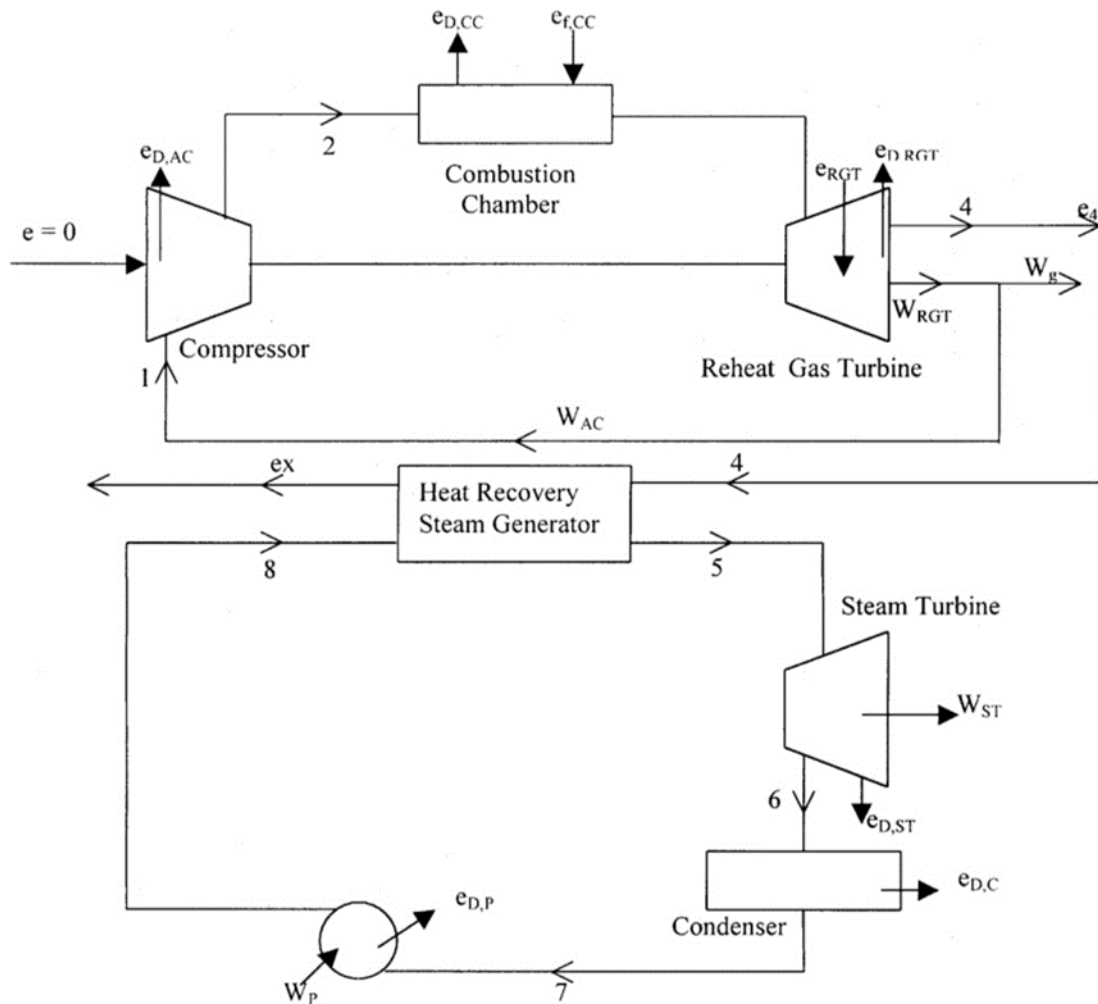 e_D,CC
e_f,CC
2
e_D,AC
Combustion
Chamber
e_RGT
e_D RGT
4
e_4
e = 0
W_g
W_RGT
Compressor
Reheat Gas Turbine
1
W_AC
ex
4
Heat Recovery
Steam Generator
8
5
Steam Turbine
W_ST
6
e_D,ST
e_D,C
e_D,P
Condenser
W_P
7